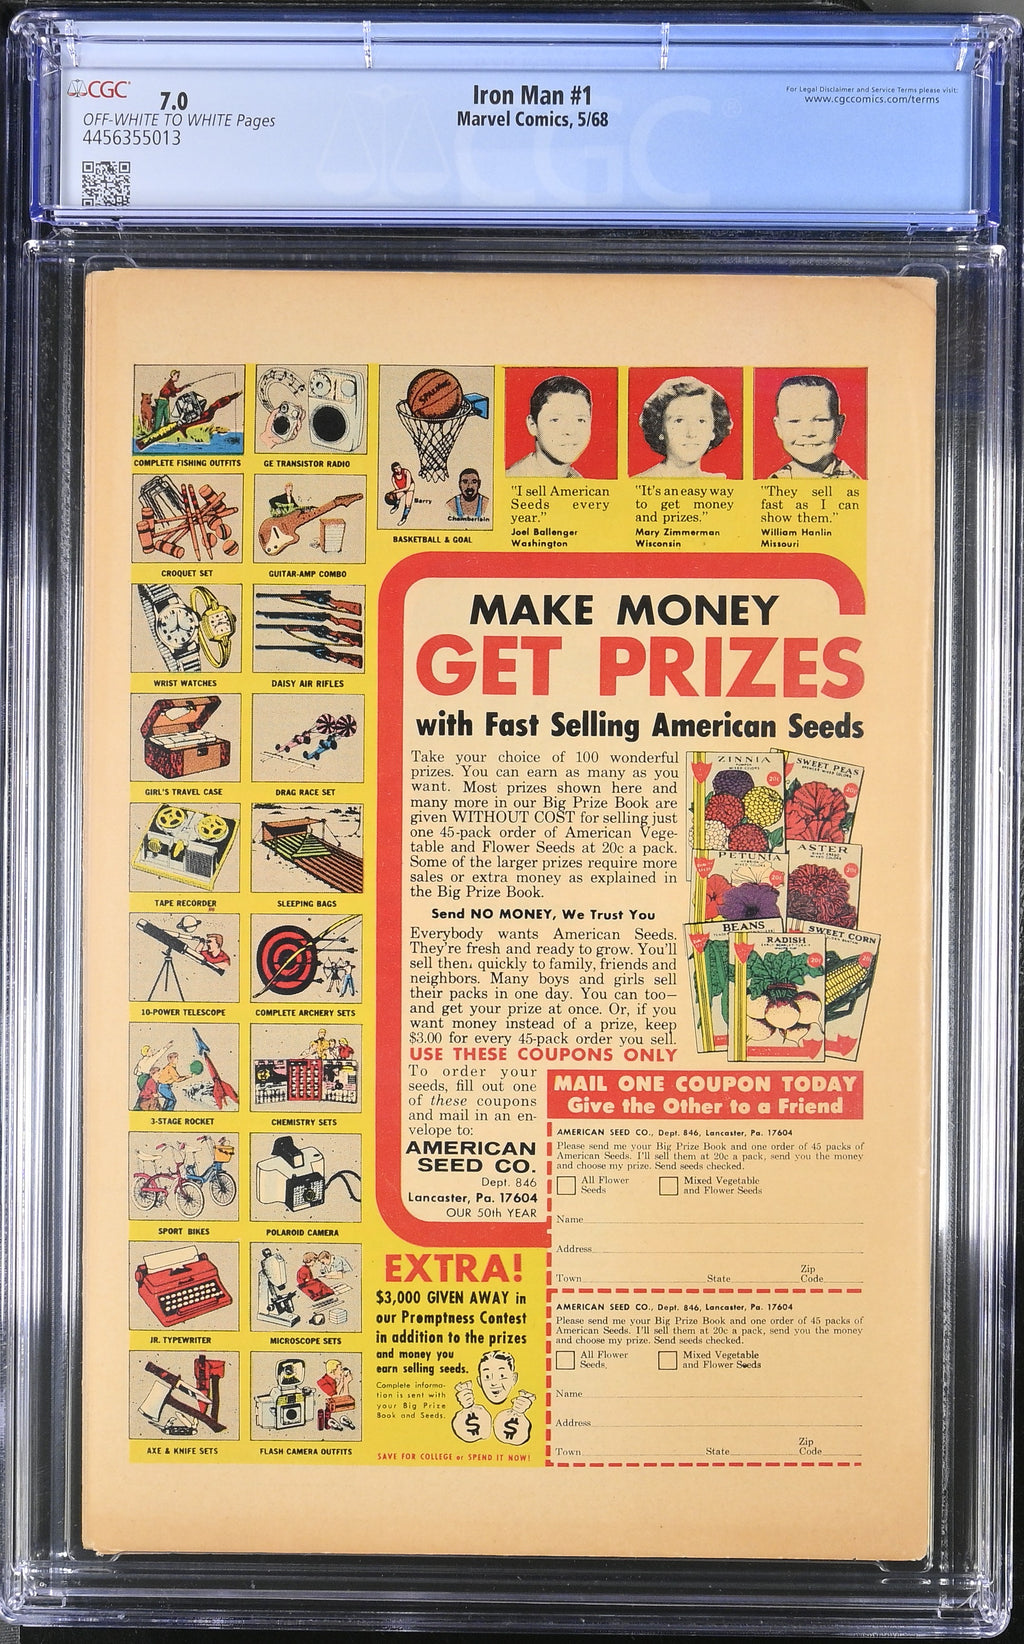 CGC
7.0
OFF-WHITE TO WHITE Pages
4456355013
Iron Man #1
Marvel Comics, 5/68
For Legal Disclaimer and Service Terms please visit:
www.cgccomics.com/terms
CGC
COMPLETE FISHING OUTFITS
GE TRANSISTOR RADIO
SPALDING
Barry
Chamberlain
BASKETBALL & GOAL
"I sell American
Seeds every
year."
Joel Ballenger
Washington
"It's an easy way
to get money
and prizes."
Mary Zimmerman
Wisconsin
"They sell as
fast as I can
show them."
William Hanlin
Missouri
CROQUET SET
GUITAR-AMP COMBO
WRIST WATCHES
DAISY AIR RIFLES
GIRL'S TRAVEL CASE
DRAG RACE SET
TAPE RECORDER
SLEEPING BAGS
10-POWER TELESCOPE
COMPLETE ARCHERY SETS
3-STAGE ROCKET
CHEMISTRY SETS
SPORT BIKES
POLAROID CAMERA
JR. TYPEWRITER
MICROSCOPE SETS
AXE & KNIFE SETS
FLASH CAMERA OUTFITS
MAKE MONEY
GET PRIZES
with Fast Selling American Seeds
Take your choice of 100 wonderful
prizes. You can earn as many as you
want. Most prizes shown here and
many more in our Big Prize Book are
given WITHOUT COST for selling just
one 45-pack order of American Vege-
table and Flower Seeds at 20c a pack.
Some of the larger prizes require more
sales or extra money as explained in
the Big Prize Book.
Send NO MONEY, We Trust You
Everybody wants American Seeds.
They're fresh and ready to grow. You'll
sell them quickly to family, friends and
neighbors. Many boys and girls sell
their packs in one day. You can too—
and get your prize at once. Or, if you
want money instead of a prize, keep
$3.00 for every 45-pack order you sell.
USE THESE COUPONS ONLY
To order your
seeds, fill out one
of these coupons
and mail in an en-
velope to:
AMERICAN
SEED CO.
Dept. 846
Lancaster, Pa. 17604
OUR 50th YEAR
ZINNIA
20¢
SWEET PEAS
20¢
PETUNIA
20¢
ASTER
20¢
BEANS
RADISH
20¢
SWEET CORN
20¢
MAIL ONE COUPON TODAY
Give the Other to a Friend
AMERICAN SEED CO., Dept. 846, Lancaster, Pa. 17604
Please send me your Big Prize Book and one order of 45 packs of
American Seeds. I'll sell them at 20c a pack, send you the money
and choose my prize. Send seeds checked.
All Flower
Seeds
Mixed Vegetable
and Flower Seeds
Name
Address
Town State Zip Code
AMERICAN SEED CO., Dept. 846, Lancaster, Pa. 17604
Please send me your Big Prize Book and one order of 45 packs of
American Seeds. I'll sell them at 20c a pack, send you the money
and choose my prize. Send seeds checked.
All Flower
Seeds
Mixed Vegetable
and Flower Seeds
Name
Address
Town State Zip Code
EXTRA!
$3,000 GIVEN AWAY in
our Promptness Contest
in addition to the prizes
and money you
earn selling seeds.
Complete informa-
tion is sent with
your Big Prize
Book and Seeds.
$ $
SAVE FOR COLLEGE or SPEND IT NOW!